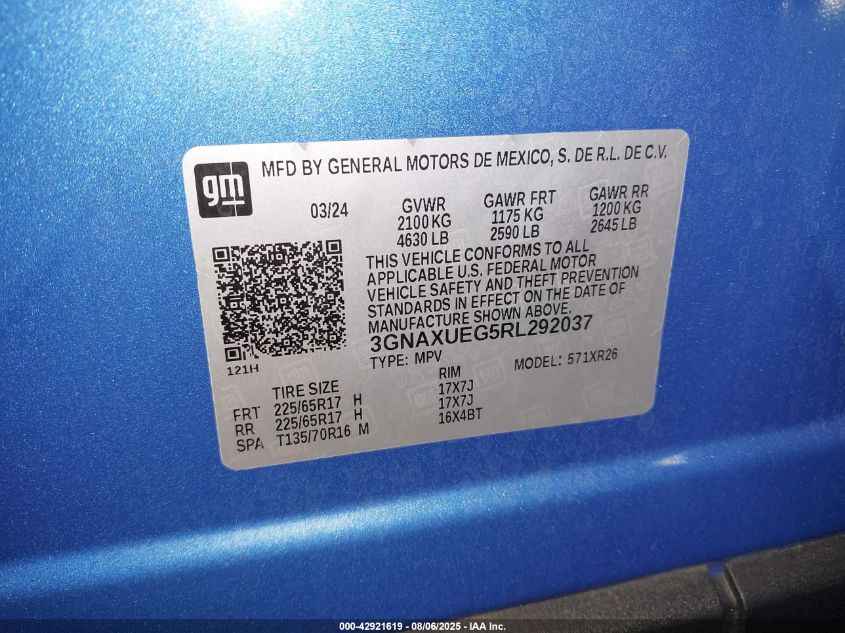 gm
MFD BY GENERAL MOTORS DE MEXICO, S. DE R.L. DE C.V.
03/24
GVWR GAWR FRT GAWR RR
2100 KG 1175 KG 1200 KG
4630 LB 2590 LB 2645 LB
THIS VEHICLE CONFORMS TO ALL
APPLICABLE U.S. FEDERAL MOTOR
VEHICLE SAFETY AND THEFT PREVENTION
STANDARDS IN EFFECT ON THE DATE OF
MANUFACTURE SHOWN ABOVE.
3GNAXUEG5RL292037
TYPE: MPV MODEL: 571XR26
121H
TIRE SIZE RIM
FRT 225/65R17 H 17X7J
RR 225/65R17 H 17X7J
SPA T135/70R16 M 16X4BT
000-42921619 - 08/06/2025 - IAA Inc.